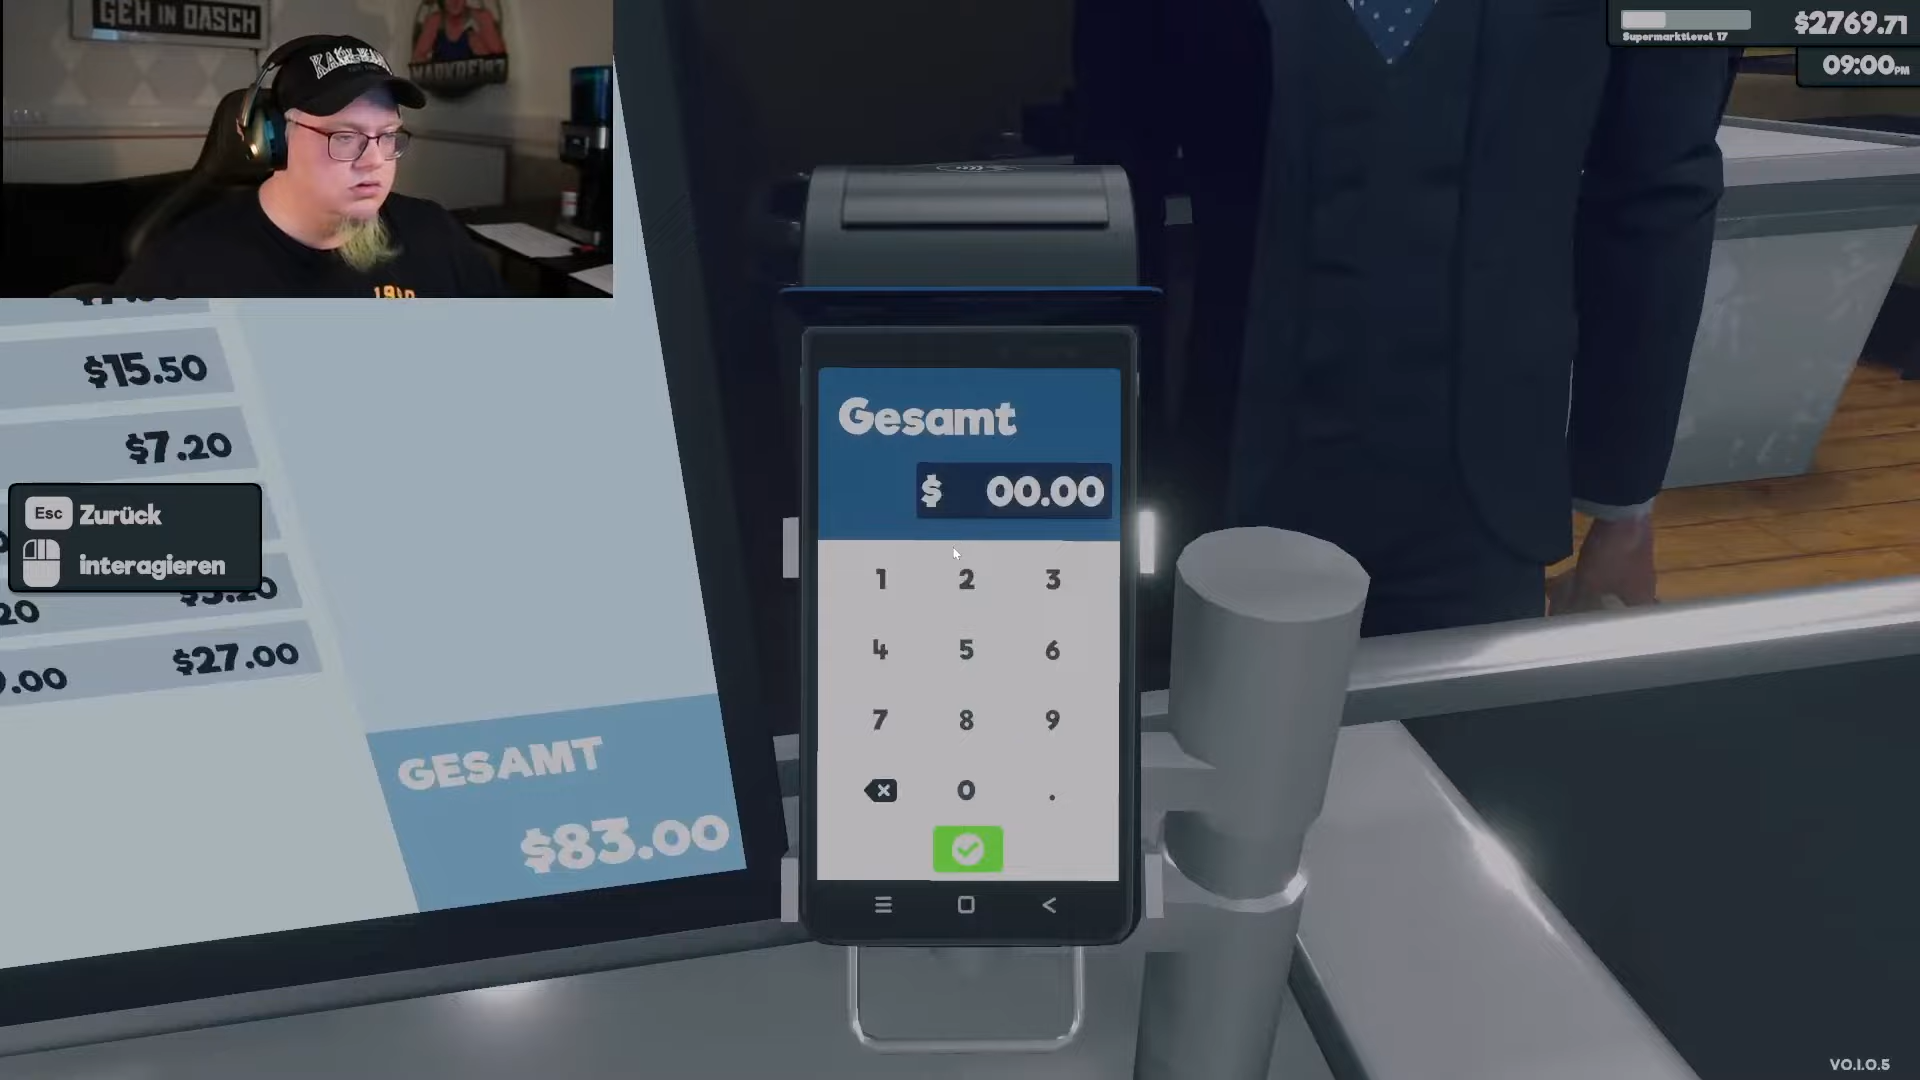 GEH IN DASCH
$2769.71
Supermarktlevel 17
09:00PM
$15.50
$7.20
Esc Zurück
interagieren
$27.00
GESAMT
$83.00
Gesamt
$ 00.00
1 2 3
4 5 6
7 8 9
0 .
V0.1.0.5